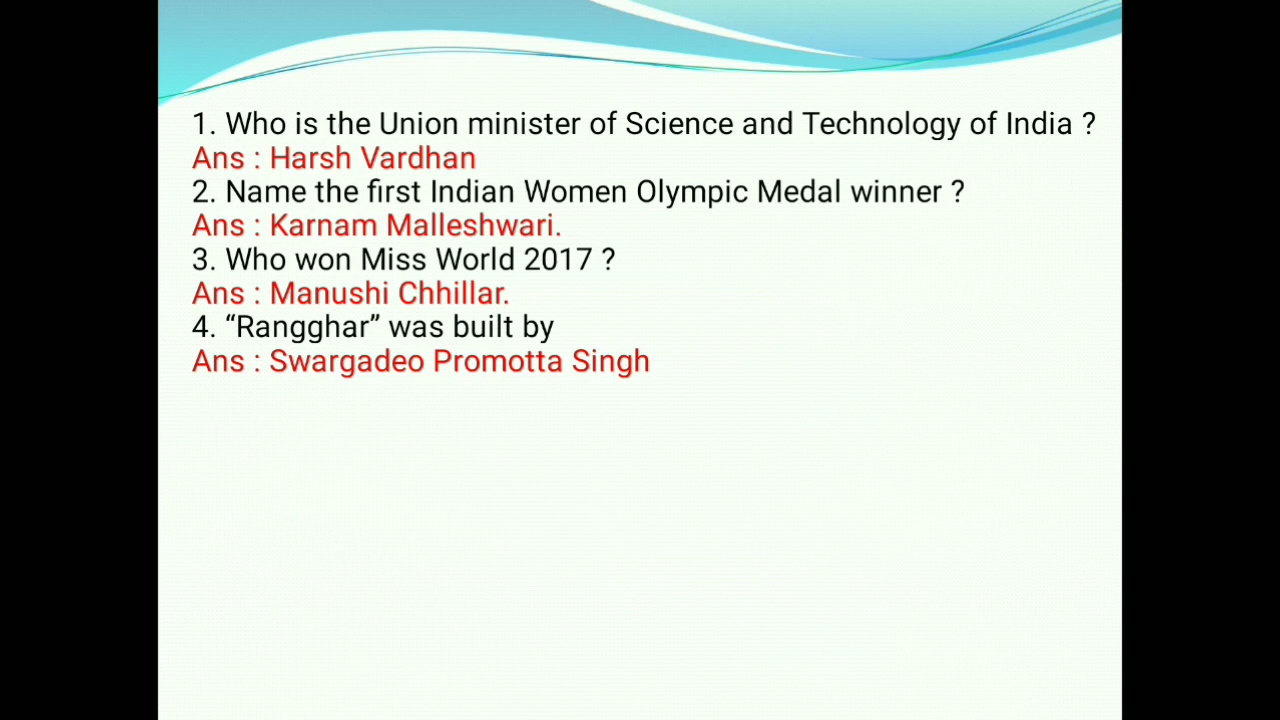 1. Who is the Union minister of Science and Technology of India ?
Ans : Harsh Vardhan
2. Name the first Indian Women Olympic Medal winner ?
Ans : Karnam Malleshwari.
3. Who won Miss World 2017 ?
Ans : Manushi Chhillar.
4. “Rangghar” was built by
Ans : Swargadeo Promotta Singh